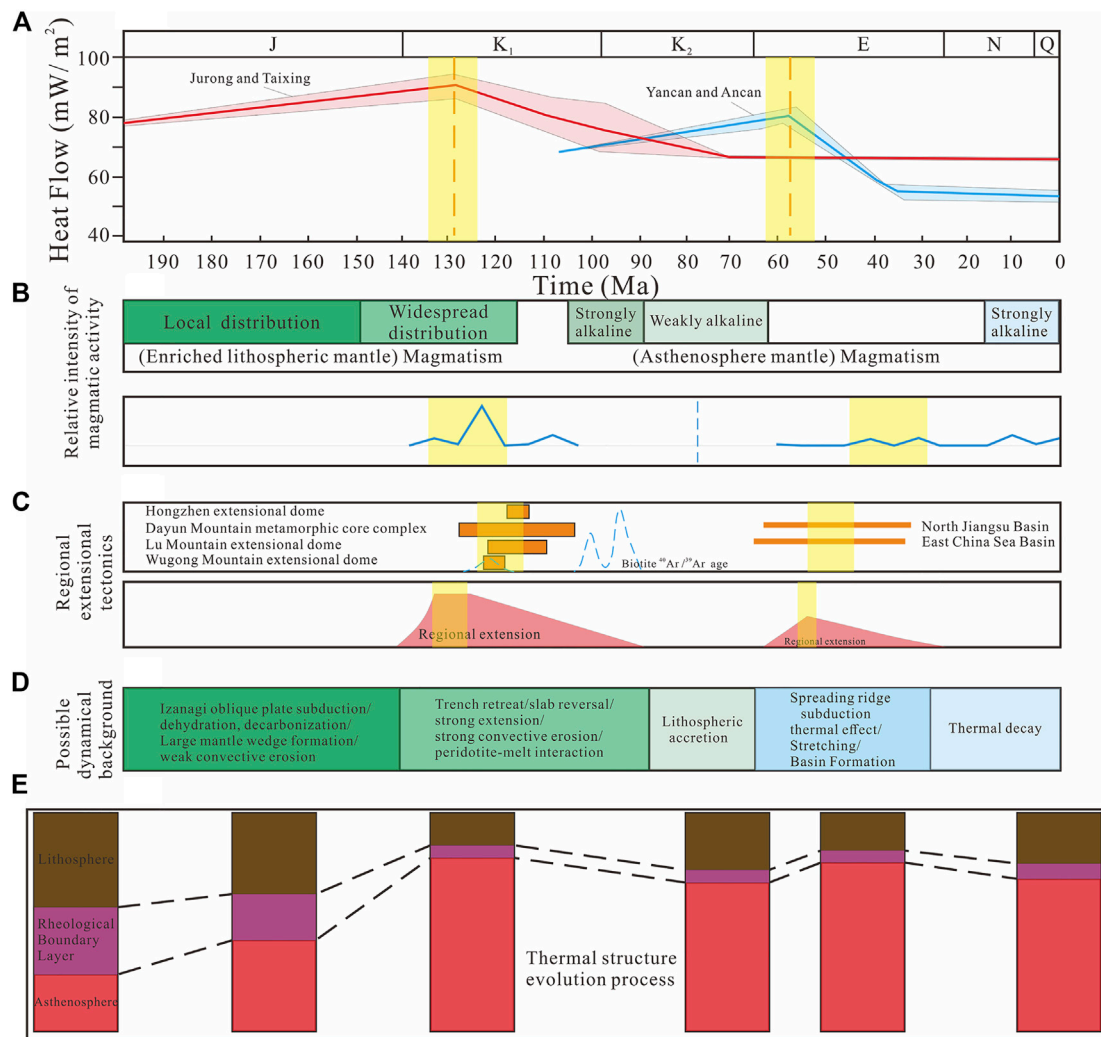 A
J K₁ K₂ E N Q
Heat Flow (mW/ m²)
100
80
60
40
Jurong and Taixing
Yancan and Ancan
190 180 170 160 150 140 130 120 110 100 90 80 70 60 50 40 30 20 10 0
Time (Ma)
B
Relative intensity of
magmatic activity
Local distribution
Widespread
distribution
Strongly
alkaline
Weakly alkaline
Strongly
alkaline
(Enriched lithospheric mantle) Magmatism
(Asthenosphere mantle) Magmatism
C
Regional
extensional
tectonics
Hongzhen extensional dome
Dayun Mountain metamorphic core complex
Lu Mountain extensional dome
Wugong Mountain extensional dome
Biotite ⁴⁰Ar/³⁹Ar age
North Jiangsu Basin
East China Sea Basin
Regional extension
Regional extension
D
Possible
dynamical
background
Izanagi oblique plate subduction/
dehydration, decarbonization/
Large mantle wedge formation/
weak convective erosion
Trench retreat/slab reversal/
strong extension/
strong convective erosion/
peridotite-melt interaction
Lithospheric
accretion
Spreading ridge
subduction
thermal effect/
Stretching/
Basin Formation
Thermal decay
E
Lithosphere
Rheological
Boundary
Layer
Asthenosphere
Thermal structure
evolution process